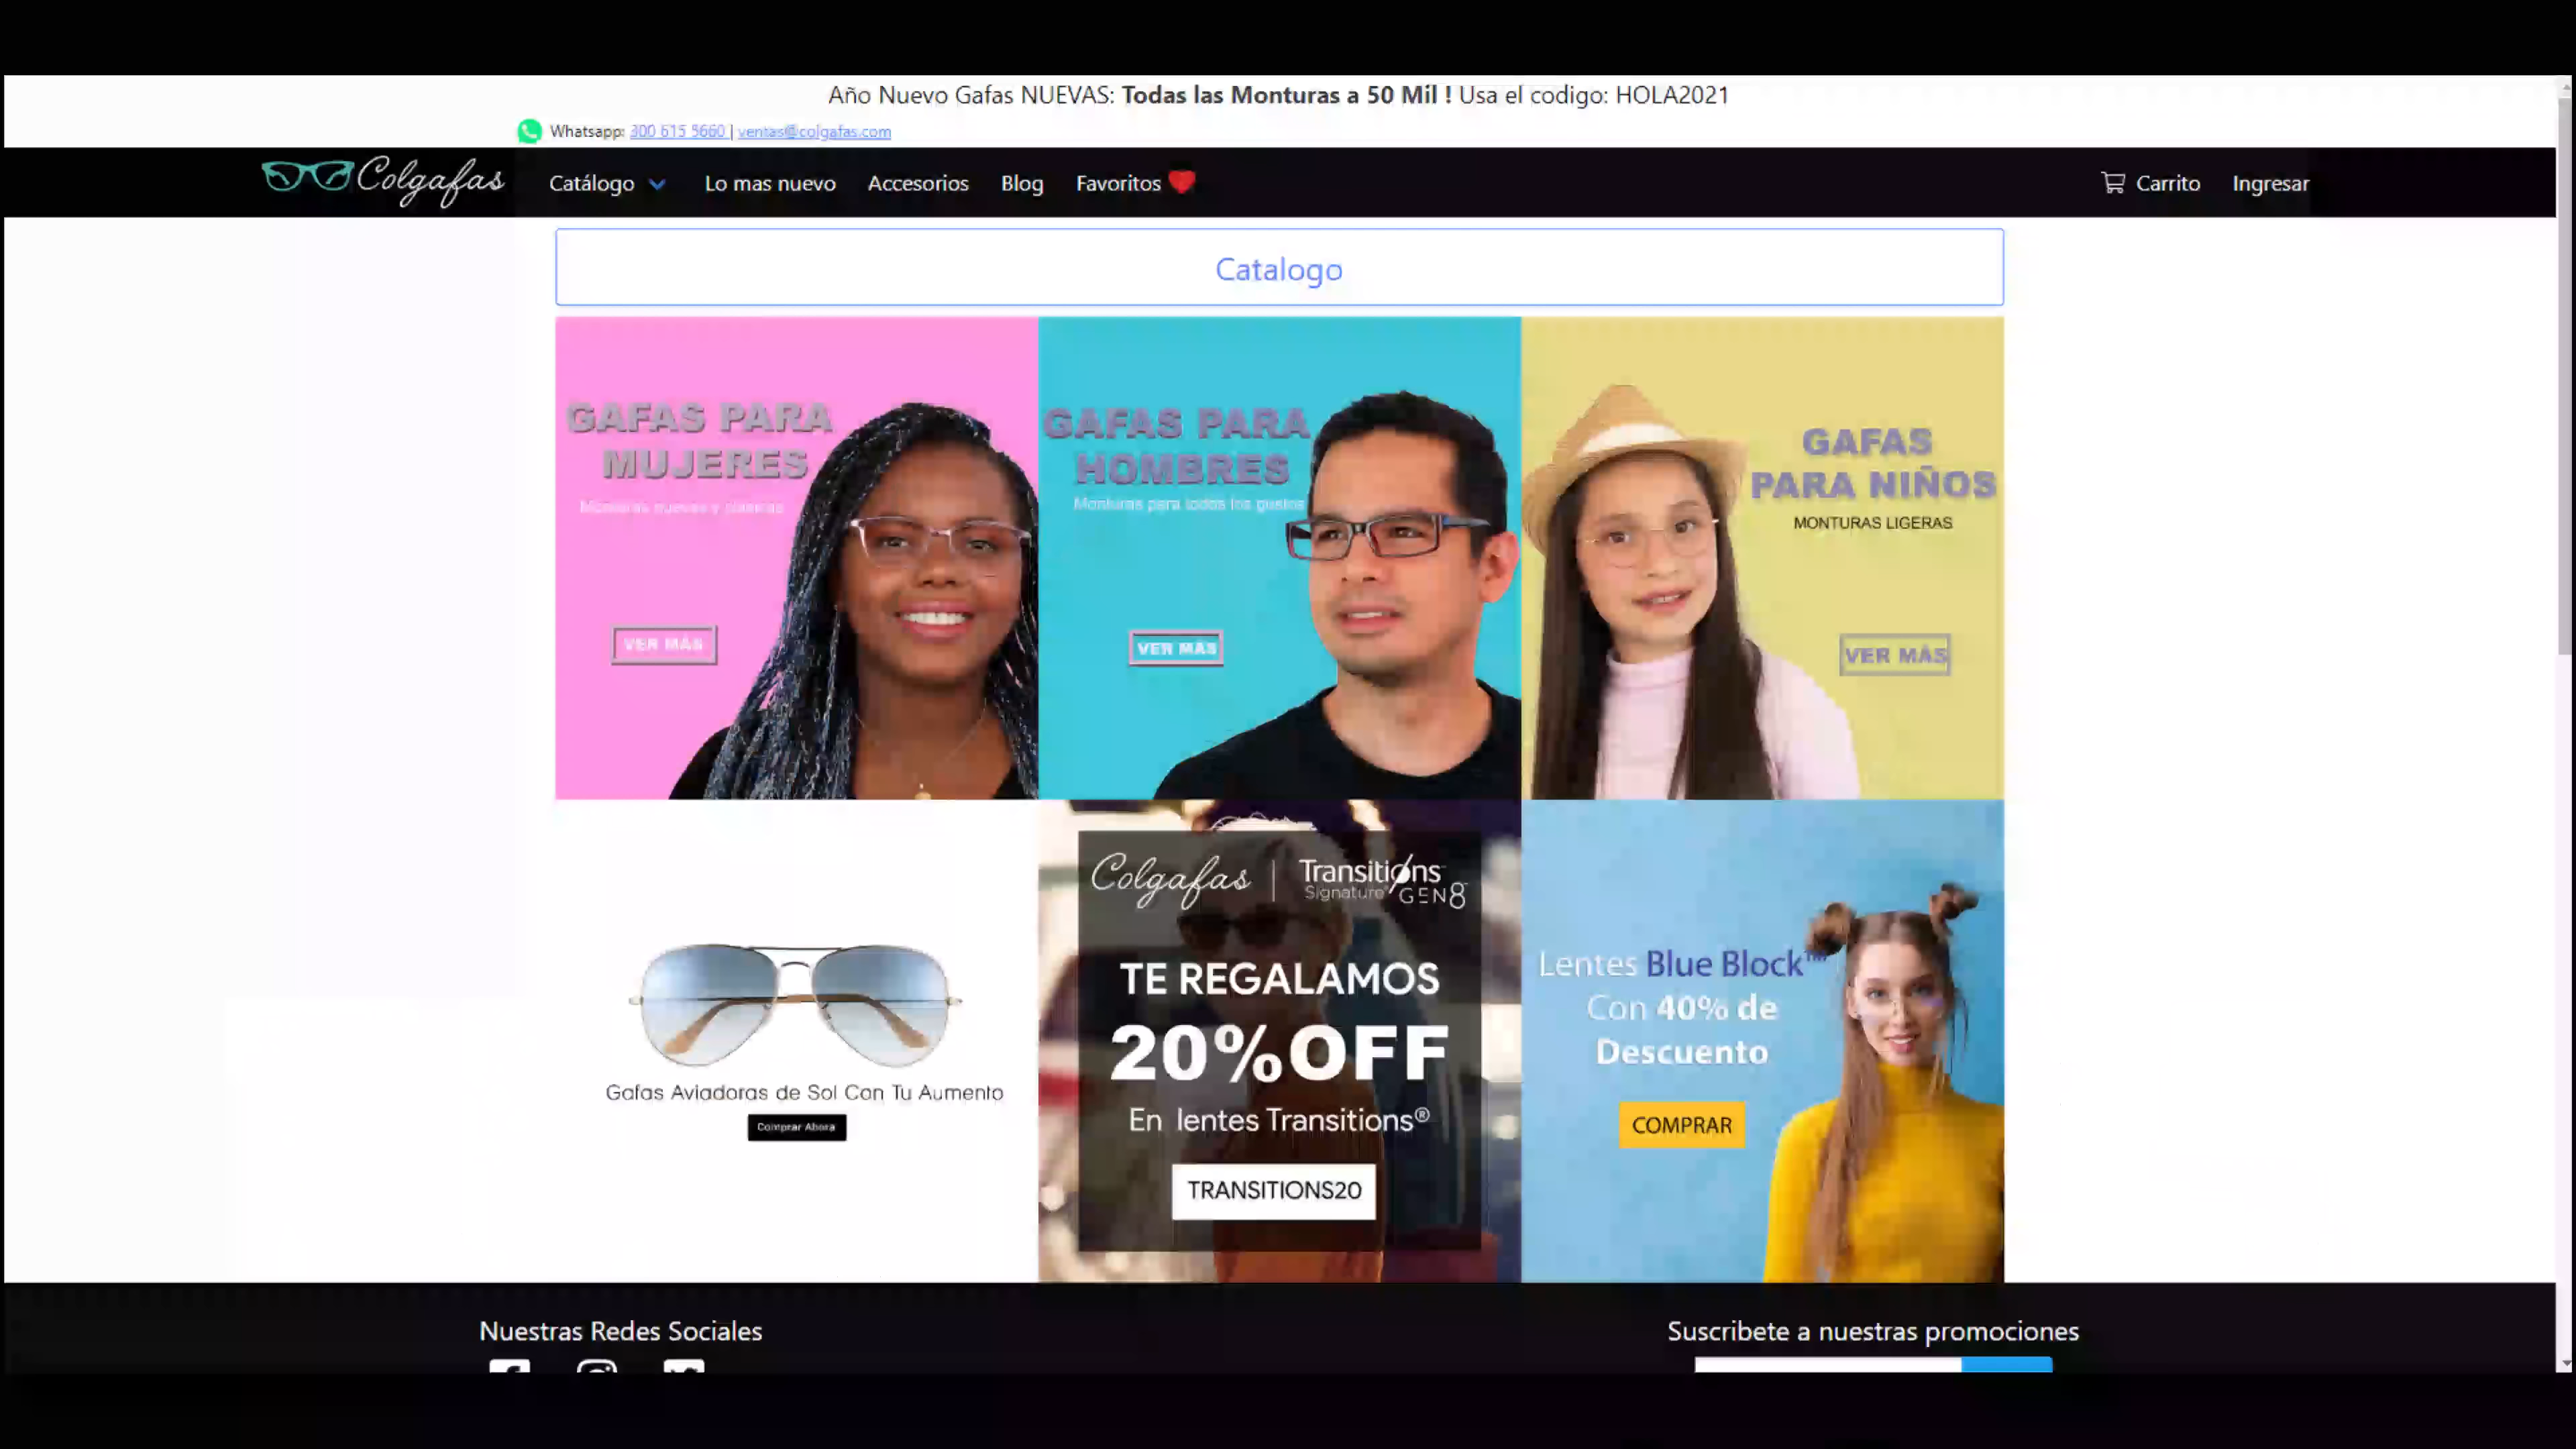 Año Nuevo Gafas NUEVAS: Todas las Monturas a 50 Mil ! Usa el codigo: HOLA2021
Whatsapp: 300 615 5660 | ventas@colgafas.com
Colgafas
Catálogo
Lo mas nuevo
Accesorios
Blog
Favoritos
Carrito
Ingresar
Catalogo
GAFAS PARA
MUJERES
Monturas nuevas y clasicas
VER MÁS
GAFAS PARA
HOMBRES
Monturas para todos los gustos
VER MÁS
GAFAS
PARA NIÑOS
MONTURAS LIGERAS
VER MÁS
Gafas Aviadoras de Sol Con Tu Aumento
Comprar Ahora
Colgafas | Transitions
Signature® GEN8
TE REGALAMOS
20%OFF
En lentes Transitions®
TRANSITIONS20
Lentes Blue Block™
Con 40% de
Descuento
COMPRAR
Nuestras Redes Sociales
Suscribete a nuestras promociones